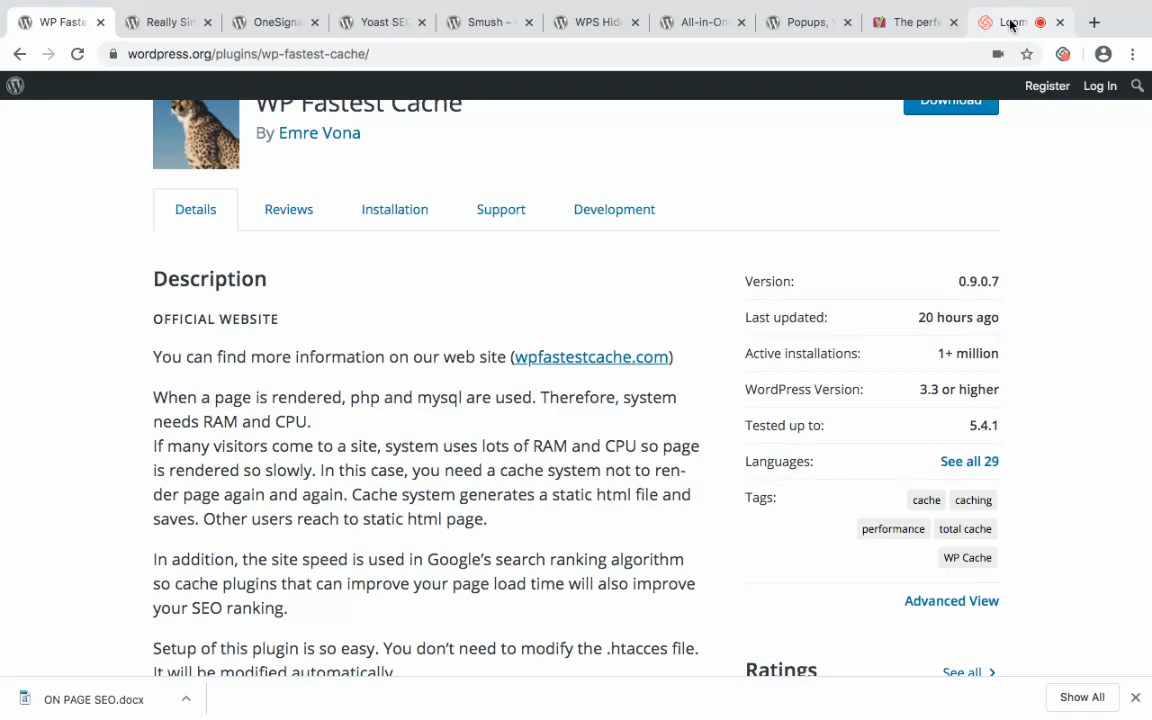 WP Faste
Really Sim
OneSigna
Yoast SEO
Smush –
WPS Hid
All-in-On
Popups,
The perfe
wordpress.org/plugins/wp-fastest-cache/
Register
Log In
WP Fastest Cache
By Emre Vona
Download
Details
Reviews
Installation
Support
Development
Description
OFFICIAL WEBSITE
You can find more information on our web site (wpfastestcache.com)
When a page is rendered, php and mysql are used. Therefore, system
needs RAM and CPU.
If many visitors come to a site, system uses lots of RAM and CPU so page
is rendered so slowly. In this case, you need a cache system not to ren-
der page again and again. Cache system generates a static html file and
saves. Other users reach to static html page.
In addition, the site speed is used in Google's search ranking algorithm
so cache plugins that can improve your page load time will also improve
your SEO ranking.
Setup of this plugin is so easy. You don't need to modify the .htacces file.
It will be modified automatically.
Version: 0.9.0.7
Last updated: 20 hours ago
Active installations: 1+ million
WordPress Version: 3.3 or higher
Tested up to: 5.4.1
Languages: See all 29
Tags: cache caching
performance total cache
WP Cache
Advanced View
Ratings
See all
ON PAGE SEO.docx
Show All